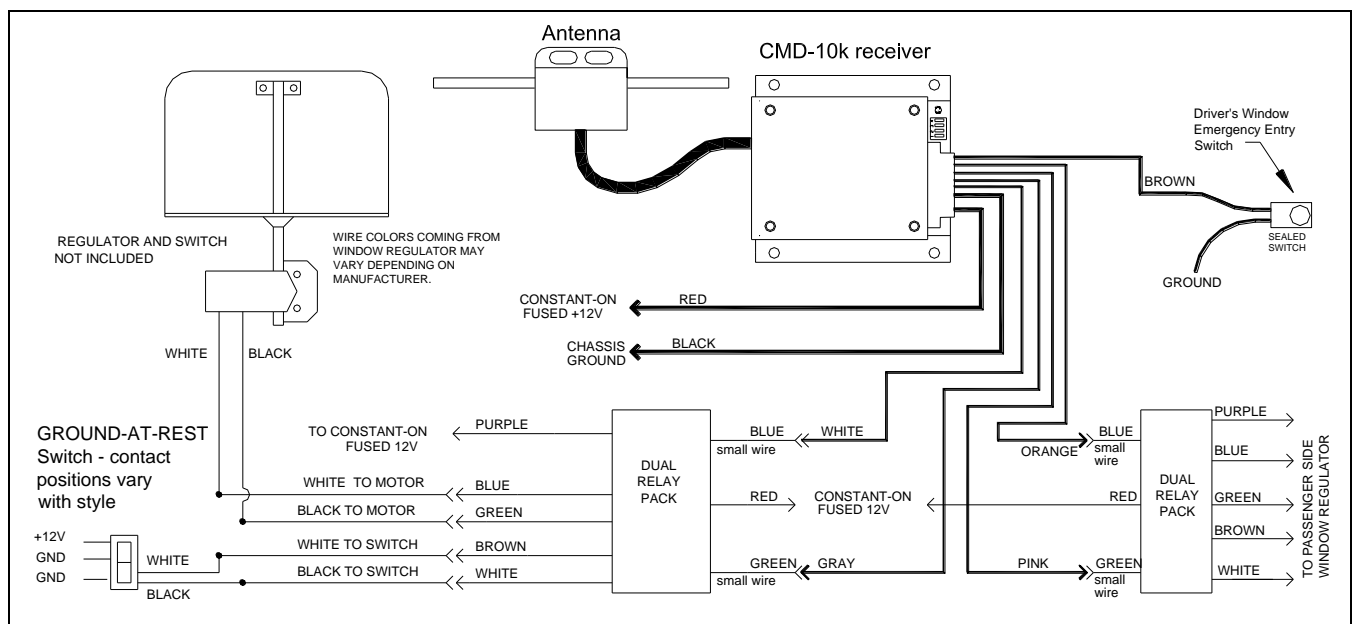 Antenna
CMD-10k receiver
Driver's Window
Emergency Entry
Switch
BROWN
SEALED
SWITCH
GROUND
REGULATOR AND SWITCH
NOT INCLUDED
WIRE COLORS COMING FROM
WINDOW REGULATOR MAY
VARY DEPENDING ON
MANUFACTURER.
CONSTANT-ON
FUSED +12V
RED
CHASSIS
GROUND
BLACK
WHITE
BLACK
GROUND-AT-REST
Switch - contact
positions vary
with style
TO CONSTANT-ON
FUSED 12V
PURPLE
WHITE TO MOTOR
BLUE
BLACK TO MOTOR
GREEN
WHITE TO SWITCH
BROWN
BLACK TO SWITCH
WHITE
+12V
GND
GND
WHITE
BLACK
DUAL
RELAY
PACK
BLUE
small wire
WHITE
RED
CONSTANT-ON
FUSED 12V
GREEN
small wire
GRAY
ORANGE
BLUE
small
wire
RED
PINK
GREEN
small
wire
DUAL
RELAY
PACK
PURPLE
BLUE
GREEN
BROWN
WHITE
TO PASSENGER SIDE
WINDOW REGULATOR